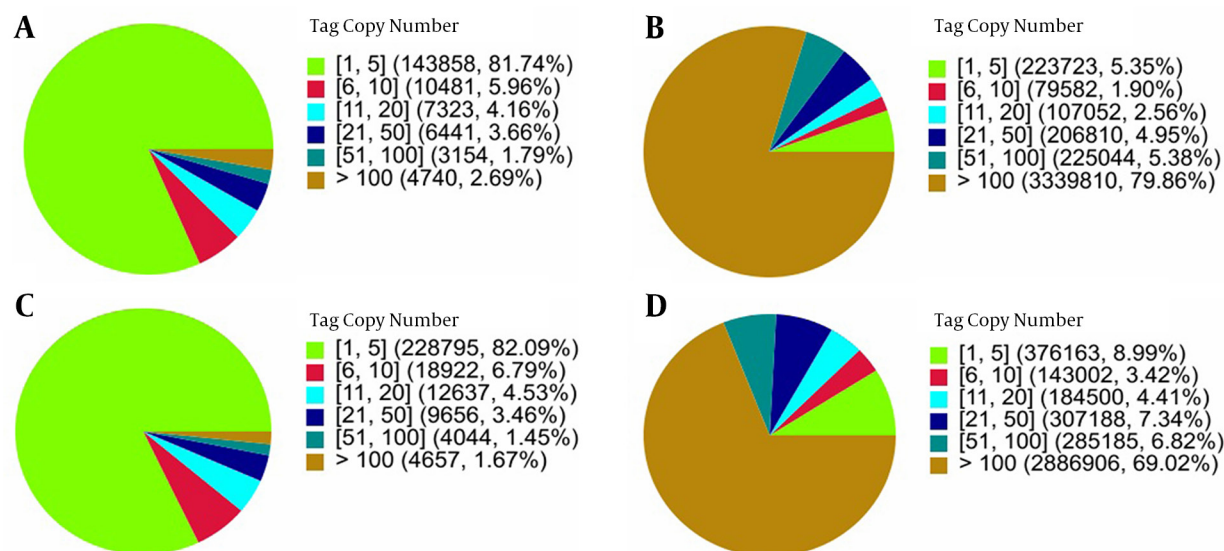 A
Tag Copy Number
[1, 5] (143858, 81.74%)
[6, 10] (10481, 5.96%)
[11, 20] (7323, 4.16%)
[21, 50] (6441, 3.66%)
[51, 100] (3154, 1.79%)
> 100 (4740, 2.69%)
B
Tag Copy Number
[1, 5] (223723, 5.35%)
[6, 10] (79582, 1.90%)
[11, 20] (107052, 2.56%)
[21, 50] (206810, 4.95%)
[51, 100] (225044, 5.38%)
> 100 (3339810, 79.86%)
C
Tag Copy Number
[1, 5] (228795, 82.09%)
[6, 10] (18922, 6.79%)
[11, 20] (12637, 4.53%)
[21, 50] (9656, 3.46%)
[51, 100] (4044, 1.45%)
> 100 (4657, 1.67%)
D
Tag Copy Number
[1, 5] (376163, 8.99%)
[6, 10] (143002, 3.42%)
[11, 20] (184500, 4.41%)
[21, 50] (307188, 7.34%)
[51, 100] (285185, 6.82%)
> 100 (2886906, 69.02%)